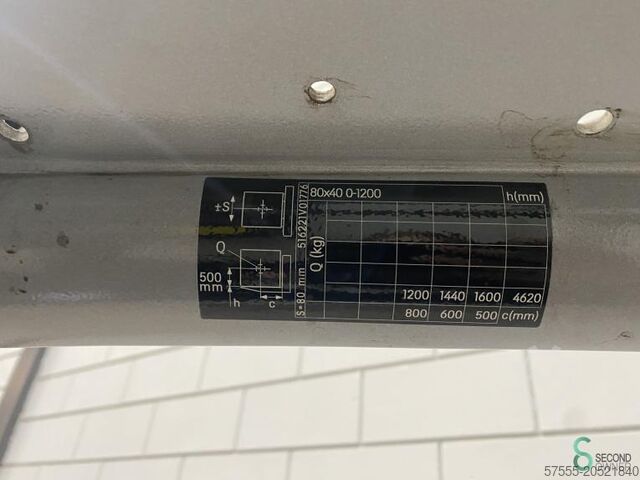 80x40 0-1200 h(mm)
±S
516221V01776
Q (kg)
Q
500
mm
h c
S=80 mm
1200 1440 1600 4620
800 600 500 c(mm)
SECOND
57555-20521840